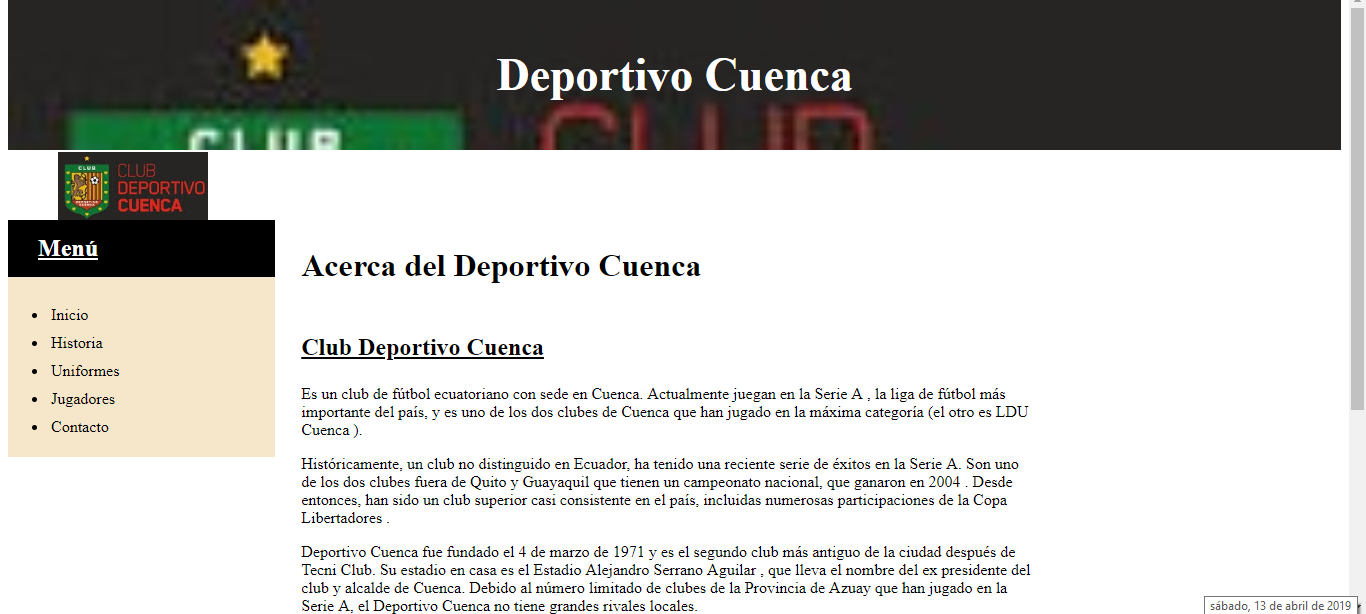 Deportivo Cuenca
CLUB
CLUB
CLUB
CLUB
DEPORTIVO
CUENCA
Menú
Inicio
Historia
Uniformes
Jugadores
Contacto
Acerca del Deportivo Cuenca
Club Deportivo Cuenca
Es un club de fútbol ecuatoriano con sede en Cuenca. Actualmente juegan en la Serie A , la liga de fútbol más
importante del país, y es uno de los dos clubes de Cuenca que han jugado en la máxima categoría (el otro es LDU
Cuenca ).
Históricamente, un club no distinguido en Ecuador, ha tenido una reciente serie de éxitos en la Serie A. Son uno
de los dos clubes fuera de Quito y Guayaquil que tienen un campeonato nacional, que ganaron en 2004 . Desde
entonces, han sido un club superior casi consistente en el país, incluidas numerosas participaciones de la Copa
Libertadores .
Deportivo Cuenca fue fundado el 4 de marzo de 1971 y es el segundo club más antiguo de la ciudad después de
Tecni Club. Su estadio en casa es el Estadio Alejandro Serrano Aguilar , que lleva el nombre del ex presidente del
club y alcalde de Cuenca. Debido al número limitado de clubes de la Provincia de Azuay que han jugado en la
Serie A, el Deportivo Cuenca no tiene grandes rivales locales.
sábado, 13 de abril de 2019